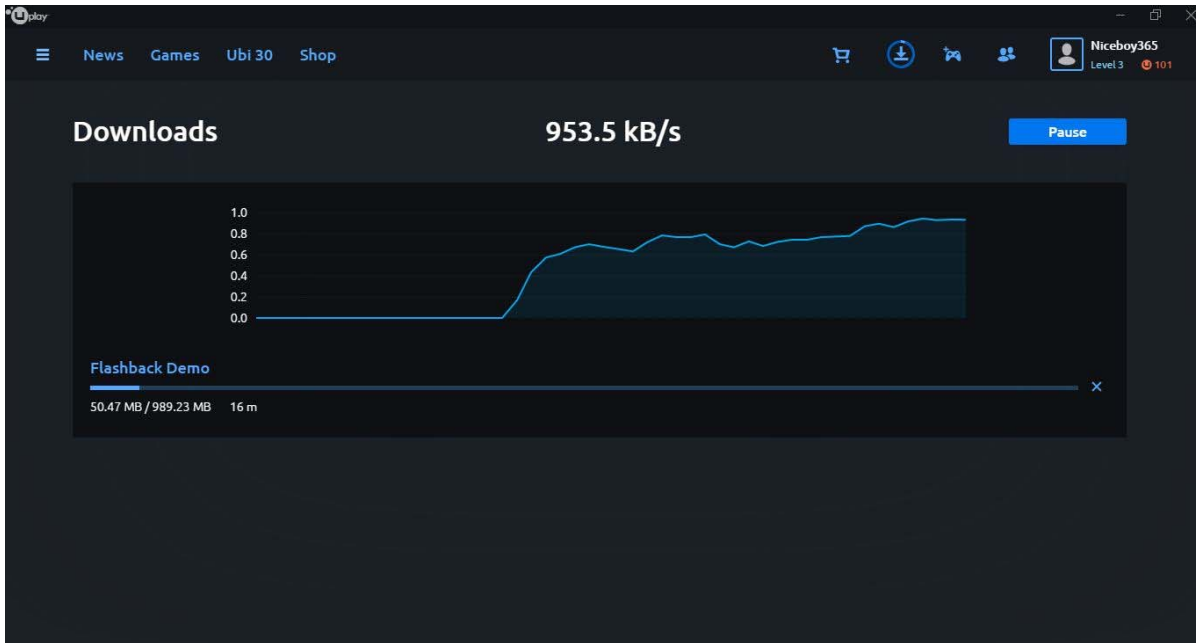 Uplay
News Games Ubi 30 Shop
Niceboy365
Level 3 101
Downloads 953.5 kB/s Pause
1.0
0.8
0.6
0.4
0.2
0.0
Flashback Demo
50.47 MB / 989.23 MB 16 m